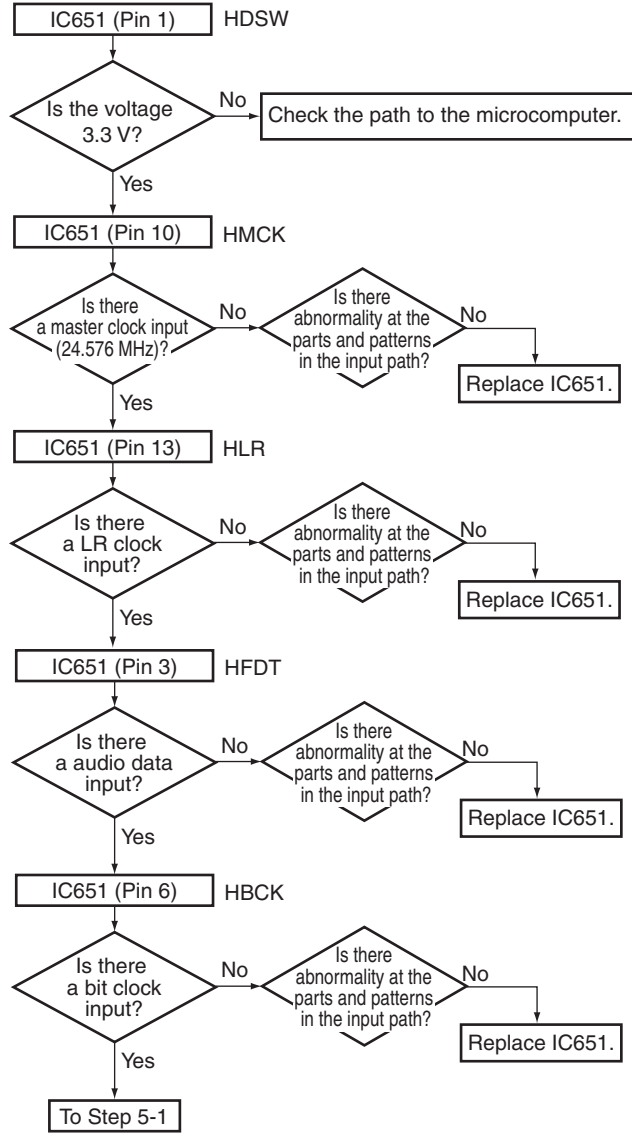 IC651 (Pin 1)
HDSW
Is the voltage
3.3 V?
No
Check the path to the microcomputer.
Yes
IC651 (Pin 10)
HMCK
Is there
a master clock input
(24.576 MHz)?
No
Is there
abnormality at the
parts and patterns
in the input path?
No
Replace IC651.
Yes
IC651 (Pin 13)
HLR
Is there
a LR clock
input?
No
Is there
abnormality at the
parts and patterns
in the input path?
No
Replace IC651.
Yes
IC651 (Pin 3)
HFDT
Is there
a audio data
input?
No
Is there
abnormality at the
parts and patterns
in the input path?
No
Replace IC651.
Yes
IC651 (Pin 6)
HBCK
Is there
a bit clock
input?
No
Is there
abnormality at the
parts and patterns
in the input path?
No
Replace IC651.
Yes
To Step 5-1